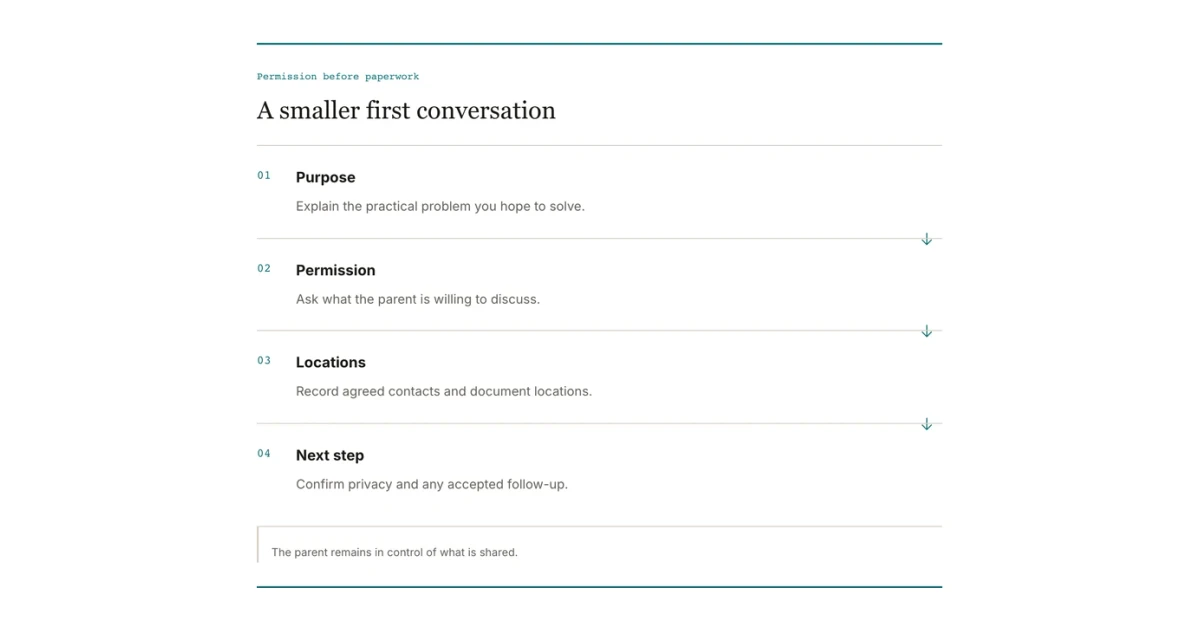 Permission before paperwork
A smaller first conversation
01
Purpose
Explain the practical problem you hope to solve.
02
Permission
Ask what the parent is willing to discuss.
03
Locations
Record agreed contacts and document locations.
04
Next step
Confirm privacy and any accepted follow-up.
The parent remains in control of what is shared.